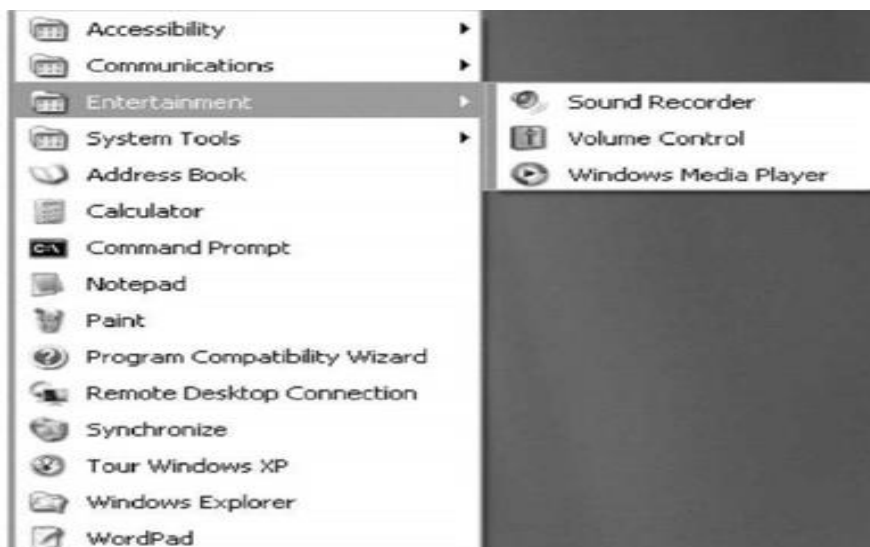 Accessibility
Communications
Entertainment
System Tools
Address Book
Calculator
C:\
Command Prompt
Notepad
Paint
Program Compatibility Wizard
Remote Desktop Connection
Synchronize
Tour Windows XP
Windows Explorer
WordPad
Sound Recorder
Volume Control
Windows Media Player